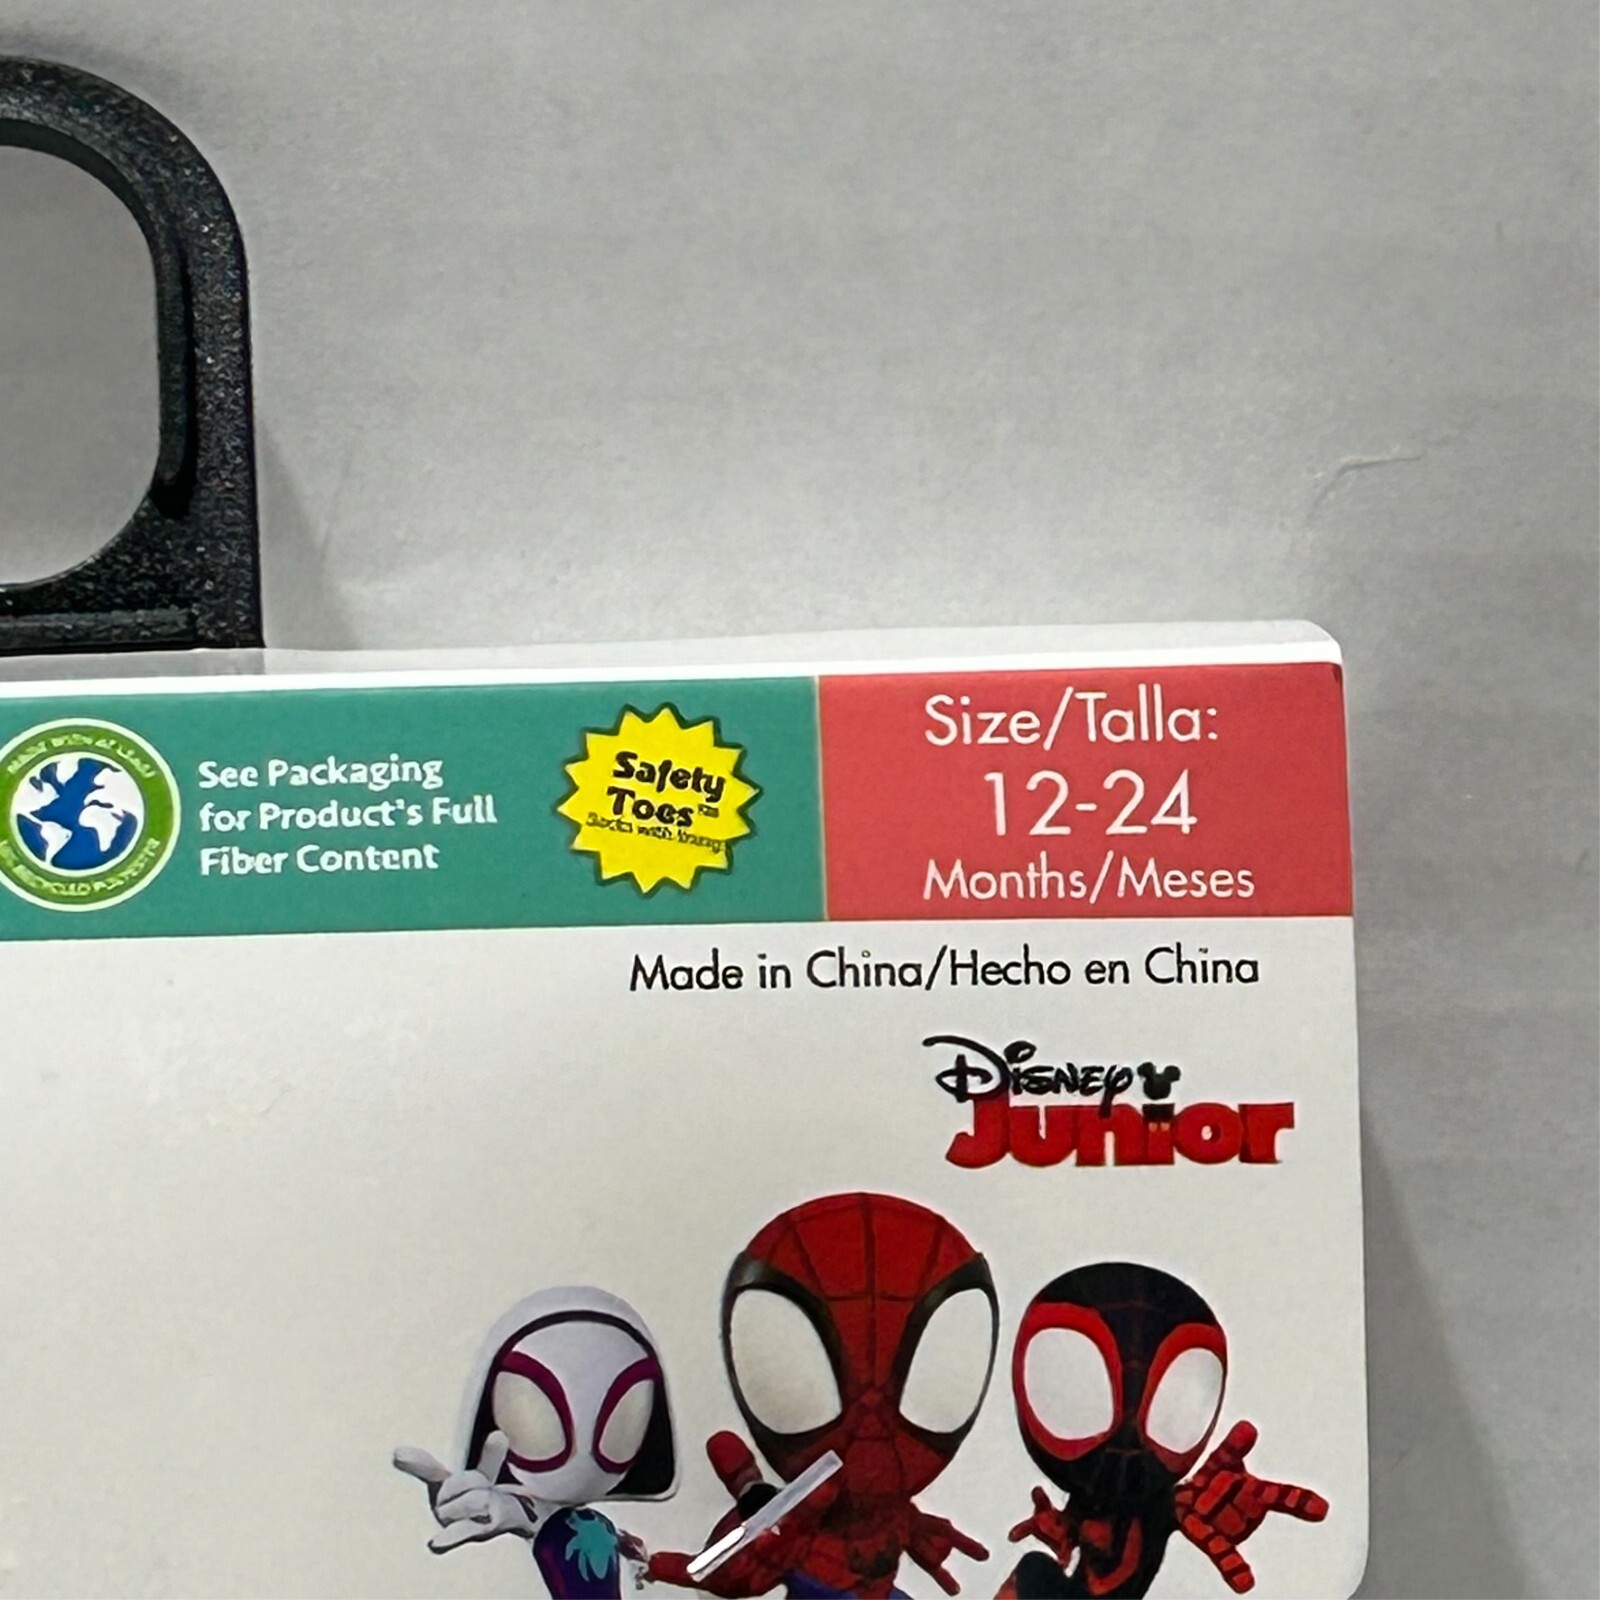 See Packaging
for Product's Full
Fiber Content
Safety
Toes™
Size/Talla:
12-24
Months/Meses
Made in China/Hecho en China
Disney
Junior